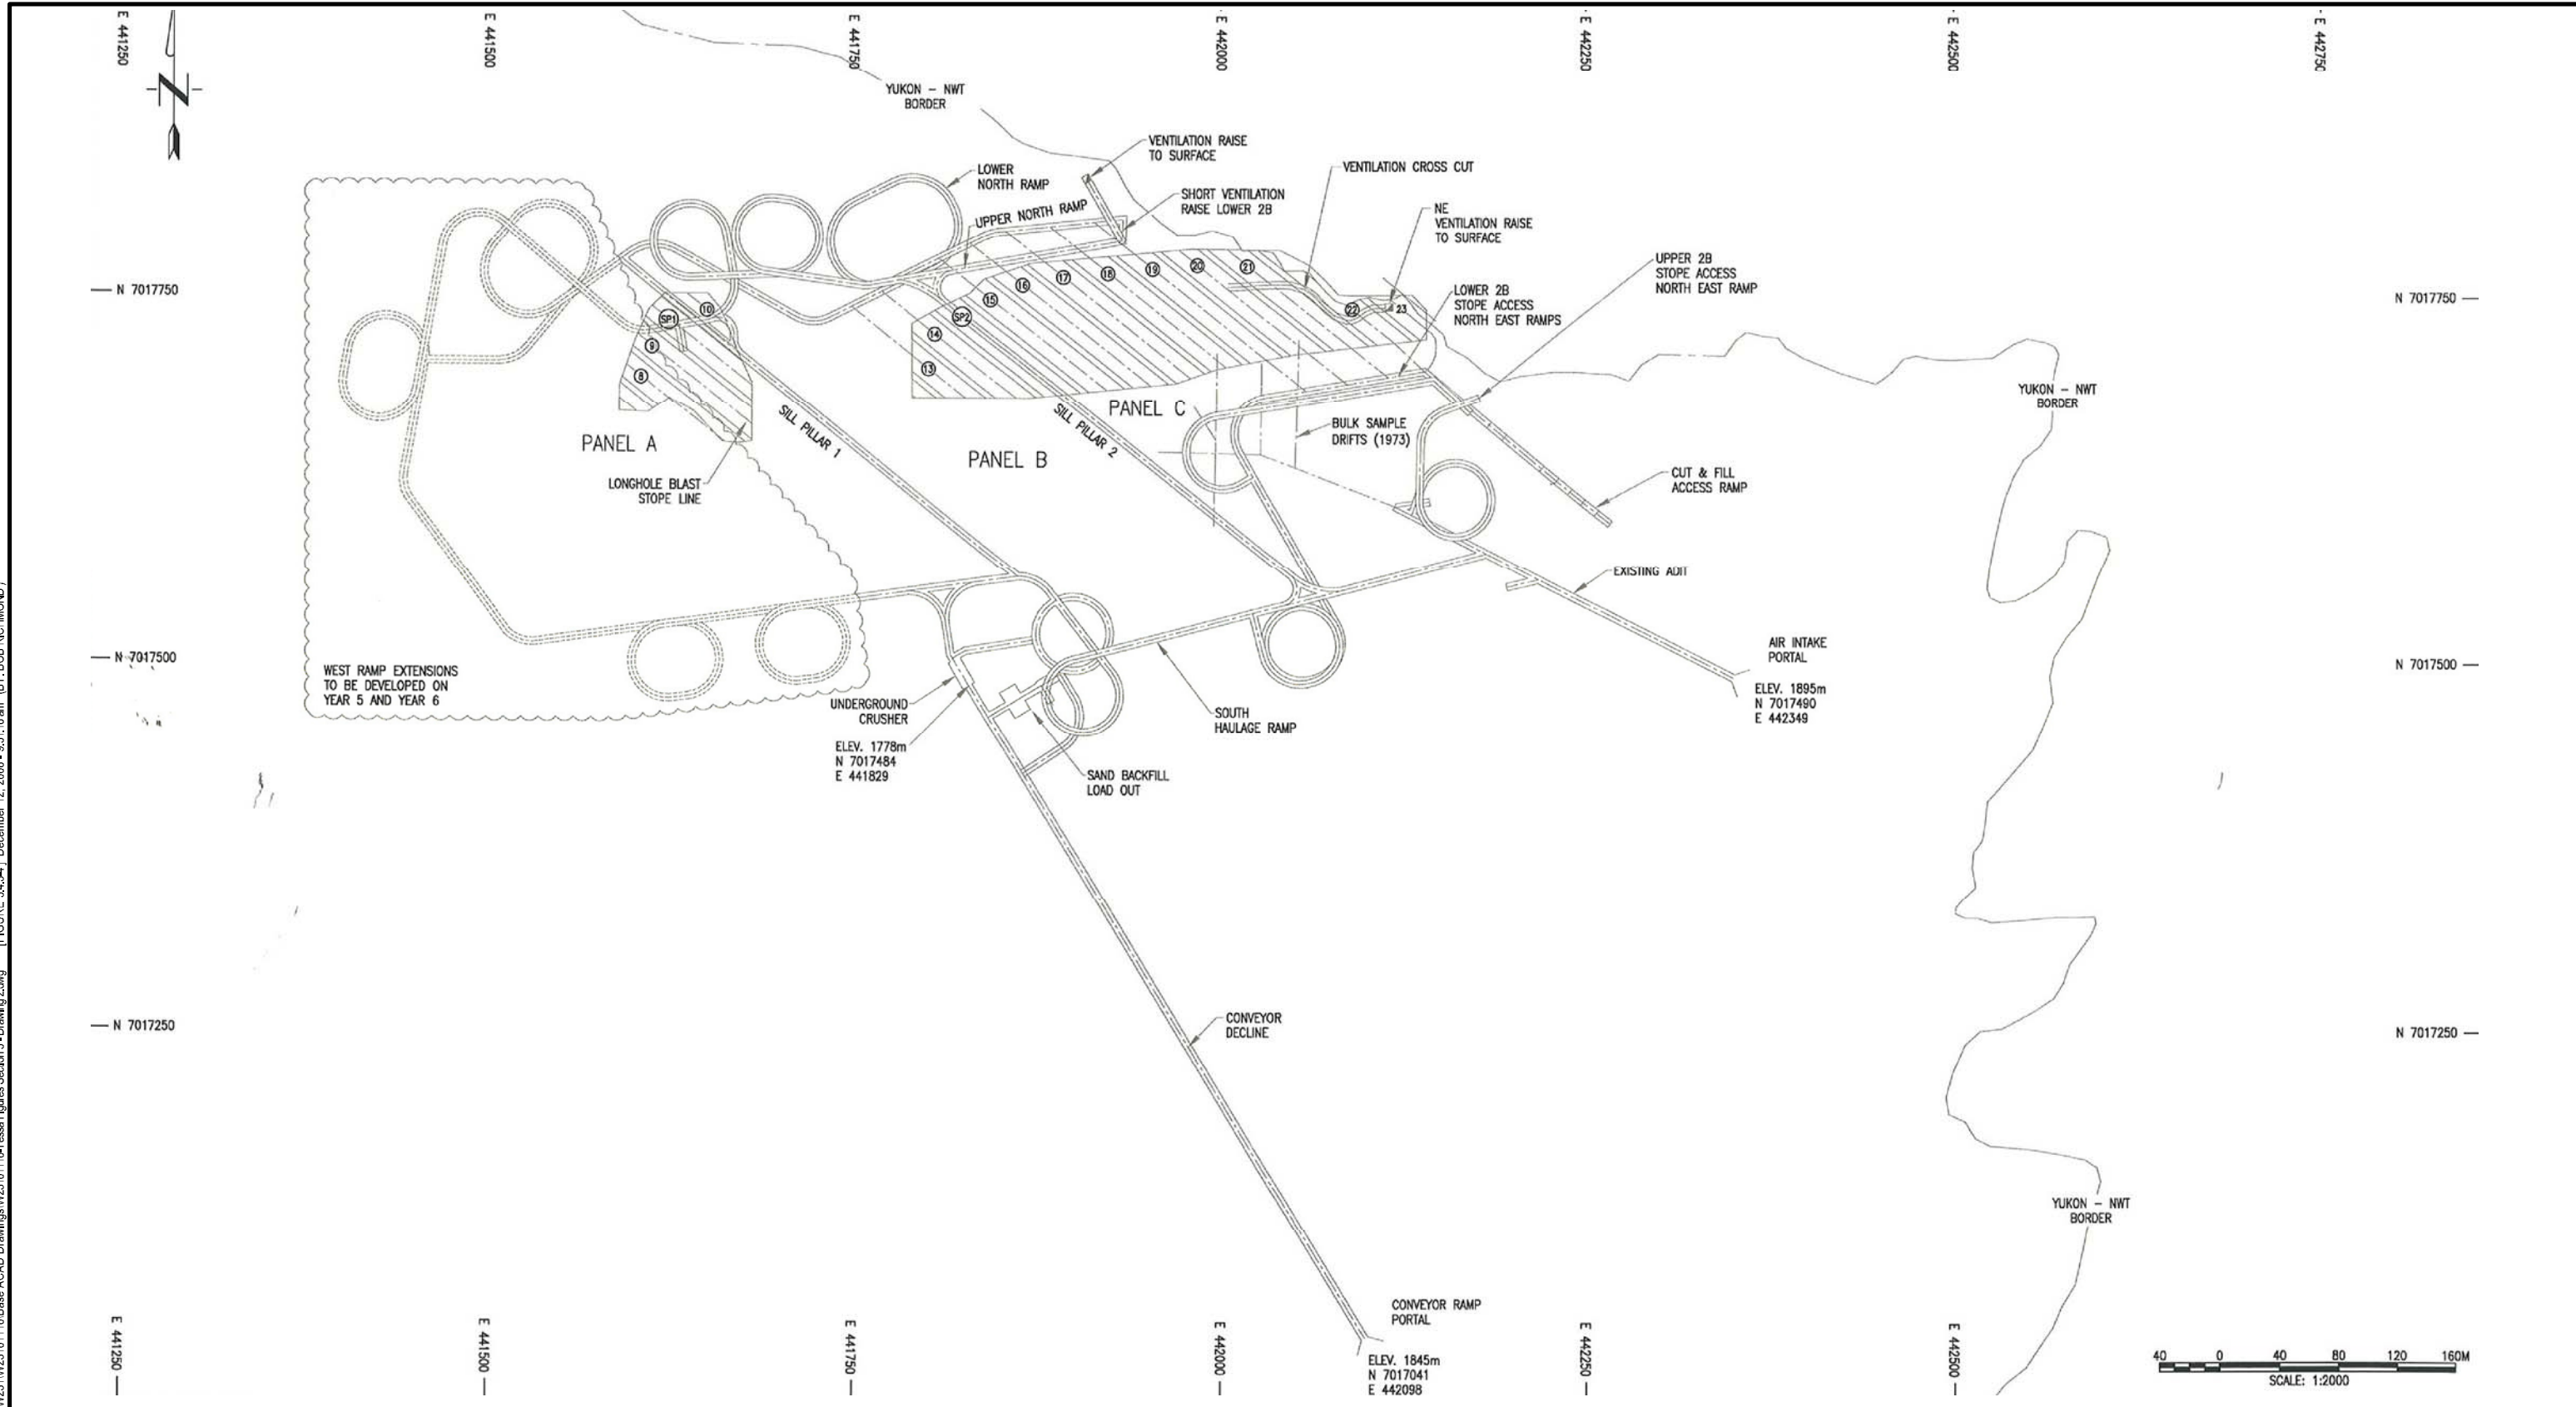 E 441250
E 441500
E 441750
E 442000
E 442250
E 442500
E 442750
N
YUKON – NWT
BORDER
VENTILATION RAISE
TO SURFACE
LOWER
NORTH RAMP
VENTILATION CROSS CUT
SHORT VENTILATION
RAISE LOWER 2B
UPPER NORTH RAMP
NE
VENTILATION RAISE
TO SURFACE
UPPER 2B
STOPE ACCESS
NORTH EAST RAMP
LOWER 2B
STOPE ACCESS
NORTH EAST RAMPS
N 7017750
N 7017750
21
20
19
18
17
16
15
SP2
14
13
22
23
10
SP1
9
8
YUKON – NWT
BORDER
PANEL C
PANEL A
PANEL B
SILL PILLAR 1
SILL PILLAR 2
BULK SAMPLE
DRIFTS (1973)
LONGHOLE BLAST
STOPE LINE
CUT & FILL
ACCESS RAMP
EXISTING ADIT
AIR INTAKE
PORTAL
ELEV. 1895m
N 7017490
E 442349
N 7017500
N 7017500
WEST RAMP EXTENSIONS
TO BE DEVELOPED ON
YEAR 5 AND YEAR 6
UNDERGROUND
CRUSHER
ELEV. 1778m
N 7017484
E 441829
SOUTH
HAULAGE RAMP
SAND BACKFILL
LOAD OUT
N 7017250
N 7017250
CONVEYOR
DECLINE
YUKON – NWT
BORDER
CONVEYOR RAMP
PORTAL
ELEV. 1845m
N 7017041
E 442098
E 441250
E 441500
E 441750
E 442000
E 442250
E 442500
40 0 40 80 120 160M
SCALE: 1:2000